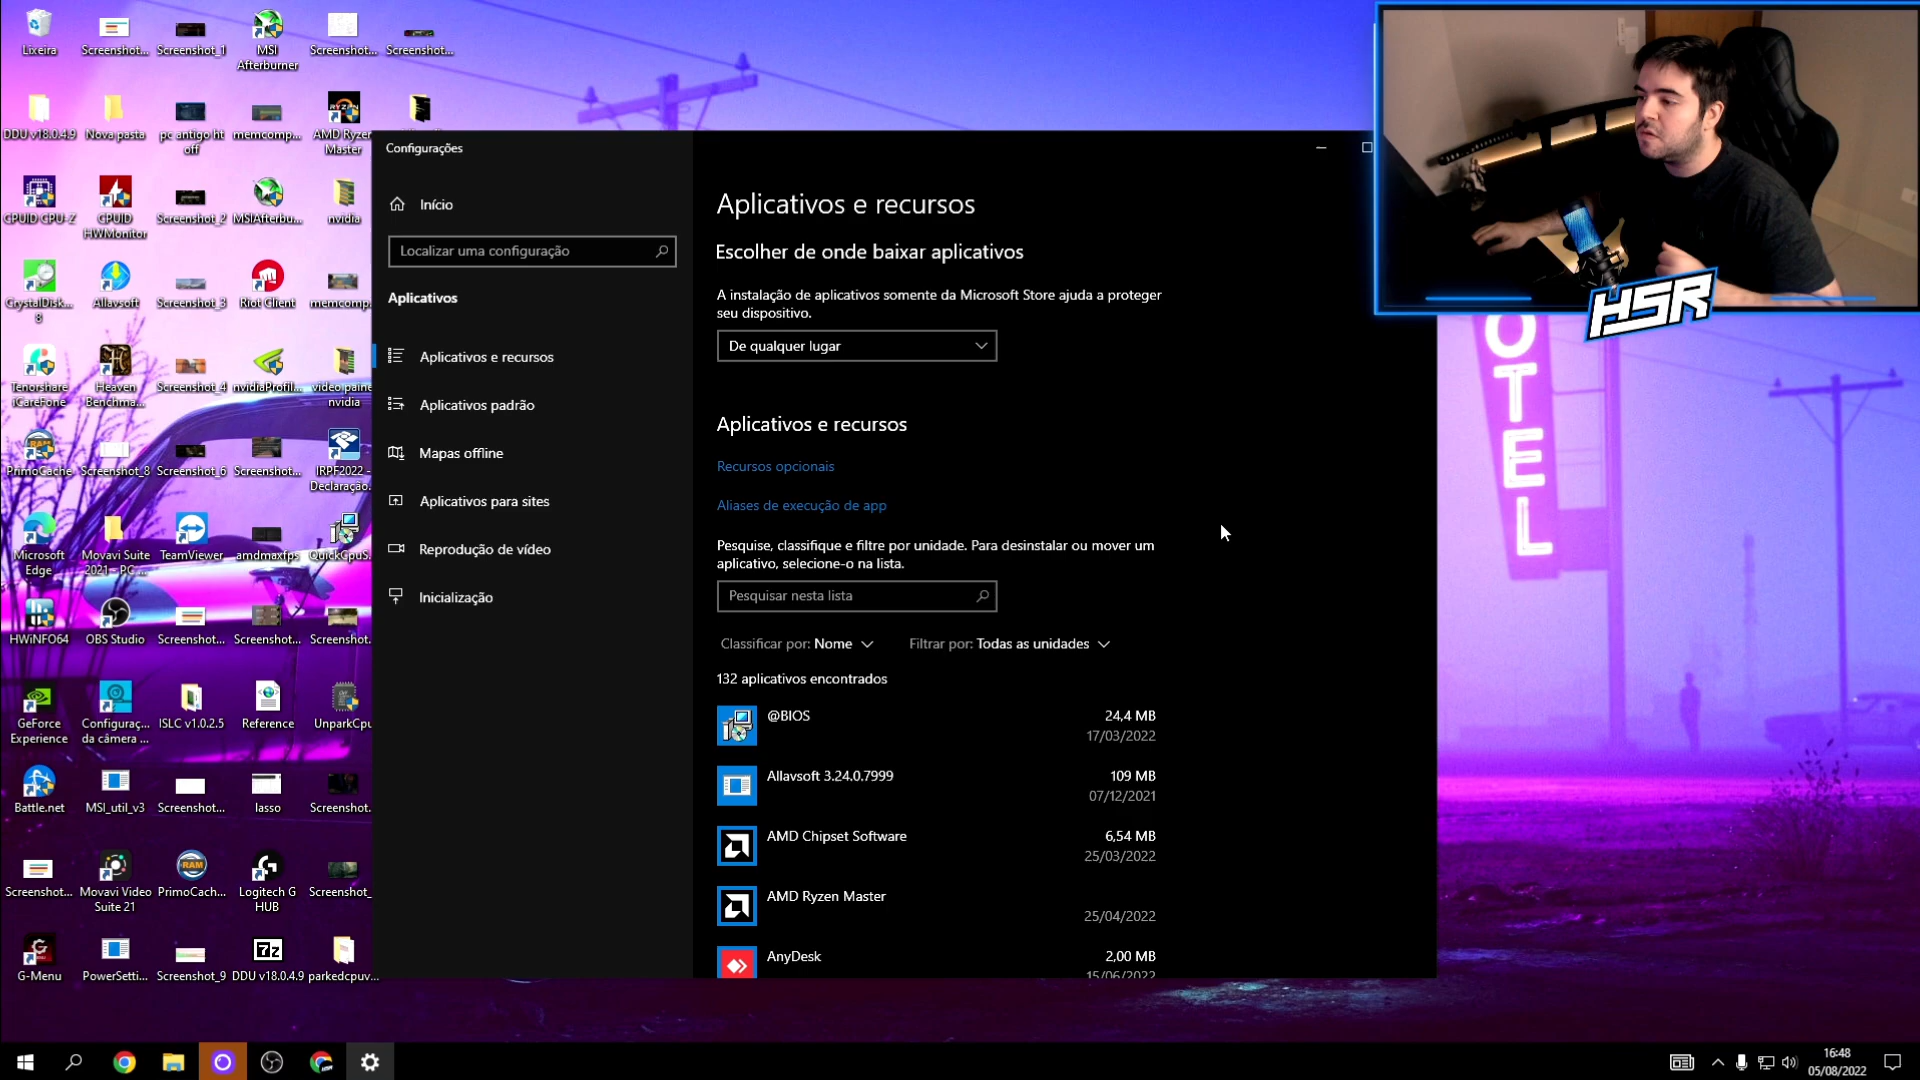 Lixeira
Screenshot...
Screenshot_1
MSI
Afterburner
Screenshot...
Screenshot...
DDU v18.0.4.9
Nova pasta
pc antigo ht
off
memcomp...
AMD Ryzen
Master
CPUID CPU-Z
CPUID
HWMonitor
Screenshot_2
MSIAfterbu...
nvidia
CrystalDisk...
8
Allavsoft
Screenshot_3
Riot Client
memcomp.
Tenorshare
iCareFone
Heaven
Benchma...
Screenshot_4
nvidiaProfil...
nvidia
PrimoCache
Screenshot_8
Screenshot_6
Screenshot...
IRPF2022 -
Declaração.
Microsoft
Edge
Movavi Suite
2021 - PC ...
TeamViewer
amdmaxfps
QuickCpuS.
HWiNFO64
OBS Studio
Screenshot...
Screenshot...
Screenshot.
GeForce
Experience
Configuraç...
da câmera ...
ISLC v1.0.2.5
Reference
UnparkCpu
Battle.net
MSI_util_v3
Screenshot...
lasso
Screenshot.
Screenshot...
Movavi Video
Suite 21
PrimoCach...
Logitech G
HUB
Screenshot_
G-Menu
PowerSetti...
Screenshot_9
DDU v18.0.4.9
parkedcpuv...
Configurações
Início
Localizar uma configuração
Aplicativos
Aplicativos e recursos
Aplicativos padrão
Mapas offline
Aplicativos para sites
Reprodução de vídeo
Inicialização
Aplicativos e recursos
Escolher de onde baixar aplicativos
A instalação de aplicativos somente da Microsoft Store ajuda a proteger
seu dispositivo.
De qualquer lugar
Aplicativos e recursos
Recursos opcionais
Aliases de execução de app
Pesquise, classifique e filtre por unidade. Para desinstalar ou mover um
aplicativo, selecione-o na lista.
Pesquisar nesta lista
Classificar por: Nome
Filtrar por: Todas as unidades
132 aplicativos encontrados
@BIOS
24,4 MB
17/03/2022
Allavsoft 3.24.0.7999
109 MB
07/12/2021
AMD Chipset Software
6,54 MB
25/03/2022
AMD Ryzen Master
25/04/2022
AnyDesk
2,00 MB
15/06/2022
HSR
OTEL
16:48
05/08/2022